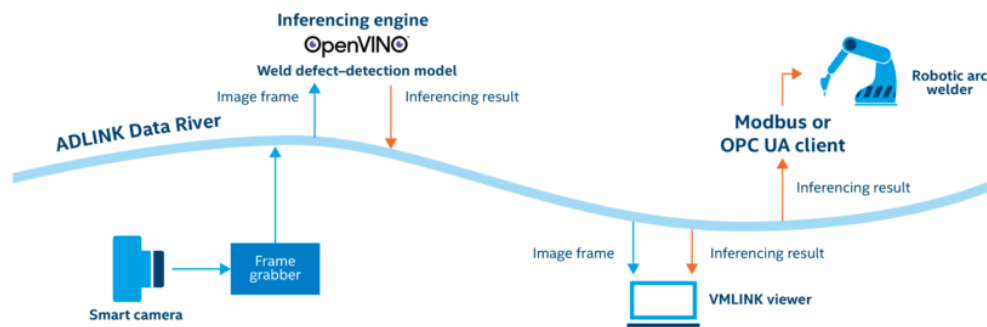 Inferencing engine
OpenVINO™
Weld defect–detection model
Image frame
Inferencing result
ADLINK Data River
Robotic arc
welder
Modbus or
OPC UA client
Inferencing result
Frame
grabber
Smart camera
Image frame
Inferencing result
VMLINK viewer